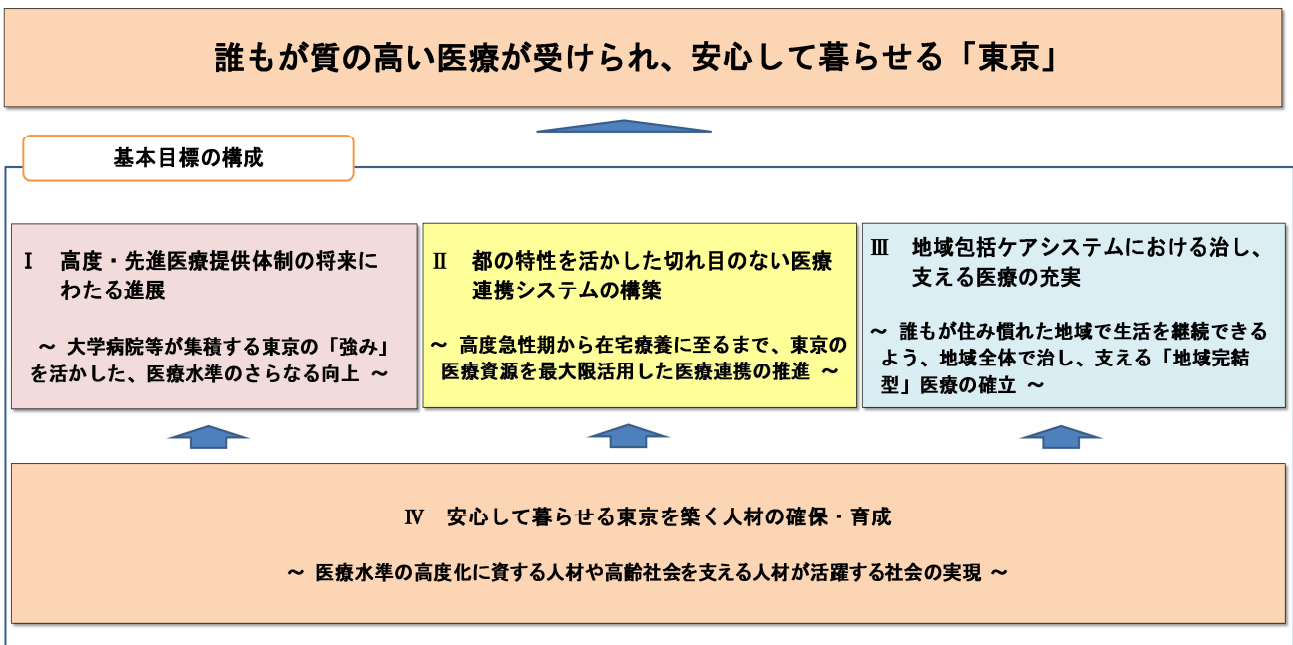 誰もが質の高い医療が受けられ、安心して暮らせる「東京」
基本目標の構成
Ⅰ　高度・先進医療提供体制の将来に
わたる進展
～ 大学病院等が集積する東京の「強み」
を活かした、医療水準のさらなる向上 ～
Ⅱ　都の特性を活かした切れ目のない医療
連携システムの構築
～ 高度急性期から在宅療養に至るまで、東京の
医療資源を最大限活用した医療連携の推進 ～
Ⅲ　地域包括ケアシステムにおける治し、
支える医療の充実
～ 誰もが住み慣れた地域で生活を継続できる
よう、地域全体で治し、支える「地域完結
型」医療の確立 ～
Ⅳ　安心して暮らせる東京を築く人材の確保・育成
～ 医療水準の高度化に資する人材や高齢社会を支える人材が活躍する社会の実現 ～